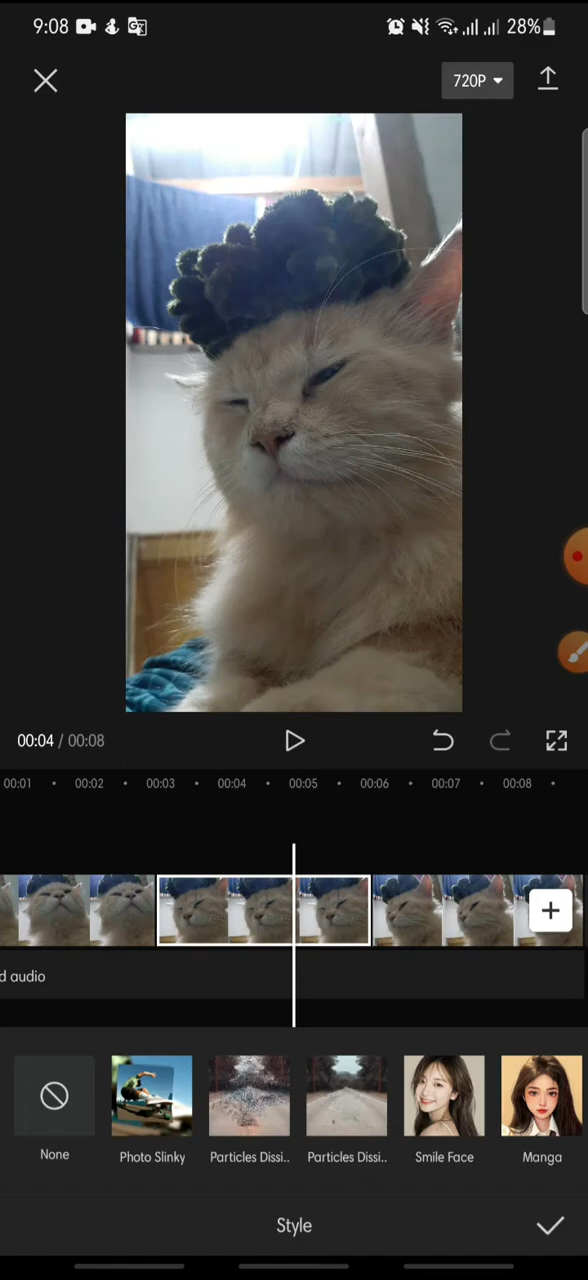 9:08
28%
720P
00:04 / 00:08
00:01 00:02 00:03 00:04 00:05 00:06 00:07 00:08
d audio
None
Photo Slinky
Particles Dissi..
Particles Dissi..
Smile Face
Manga
Style